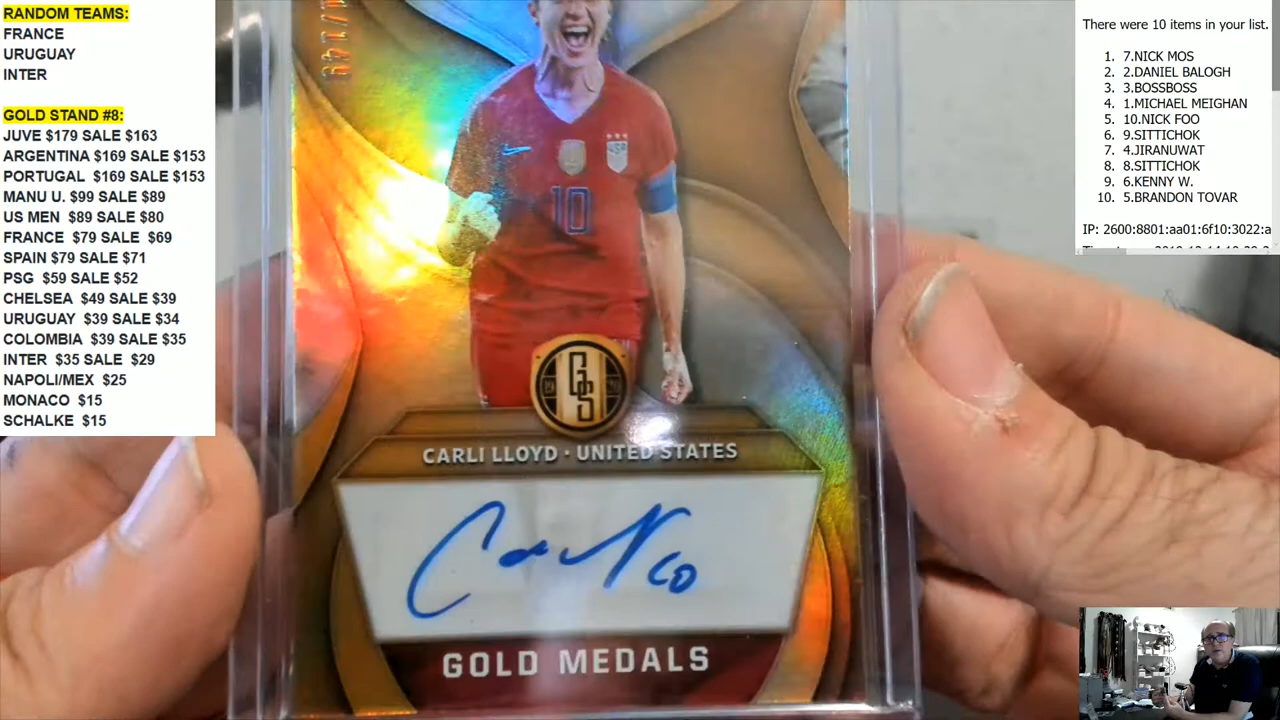 RANDOM TEAMS:
FRANCE
URUGUAY
INTER
GOLD STAND #8:
JUVE $179 SALE $163
ARGENTINA $169 SALE $153
PORTUGAL $169 SALE $153
MANU U. $99 SALE $89
US MEN $89 SALE $80
FRANCE $79 SALE $69
SPAIN $79 SALE $71
PSG $59 SALE $52
CHELSEA $49 SALE $39
URUGUAY $39 SALE $34
COLOMBIA $39 SALE $35
INTER $35 SALE $29
NAPOLI/MEX $25
MONACO $15
SCHALKE $15
10
GS
CARLI LLOYD · UNITED STATES
GOLD MEDALS
There were 10 items in your list.
1. 7.NICK MOS
2. 2.DANIEL BALOGH
3. 3.BOSSBOSS
4. 1.MICHAEL MEIGHAN
5. 10.NICK FOO
6. 9.SITTICHOK
7. 4.JIRANUWAT
8. 8.SITTICHOK
9. 6.KENNY W.
10. 5.BRANDON TOVAR
IP: 2600:8801:aa01:6f10:3022:a